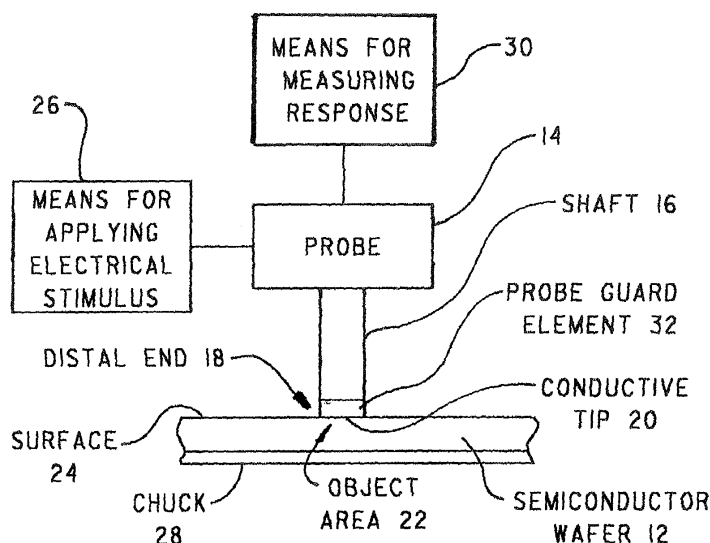 MEANS FOR
MEASURING
RESPONSE
30
26
14
MEANS FOR
APPLYING
ELECTRICAL
STIMULUS
PROBE
SHAFT 16
PROBE GUARD
ELEMENT 32
DISTAL END 18
CONDUCTIVE
TIP 20
SURFACE
24
CHUCK
28
OBJECT
AREA 22
SEMICONDUCTOR
WAFER 12